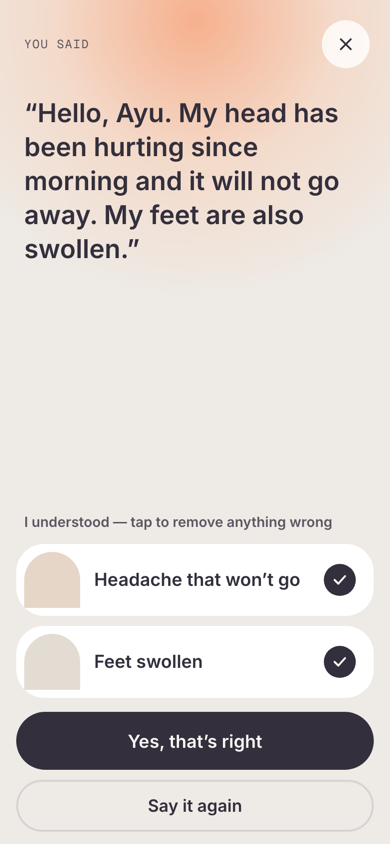 YOU SAID
“Hello, Ayu. My head has
been hurting since
morning and it will not go
away. My feet are also
swollen.”
I understood — tap to remove anything wrong
Headache that won’t go
Feet swollen
Yes, that’s right
Say it again